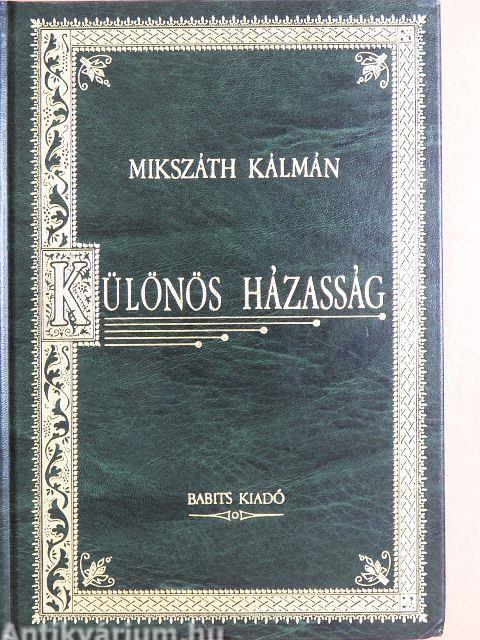 MIKSZÁTH KÁLMÁN
KÜLÖNÖS HÁZASSÁG
BABITS KIADÓ
Antikvarium.hu